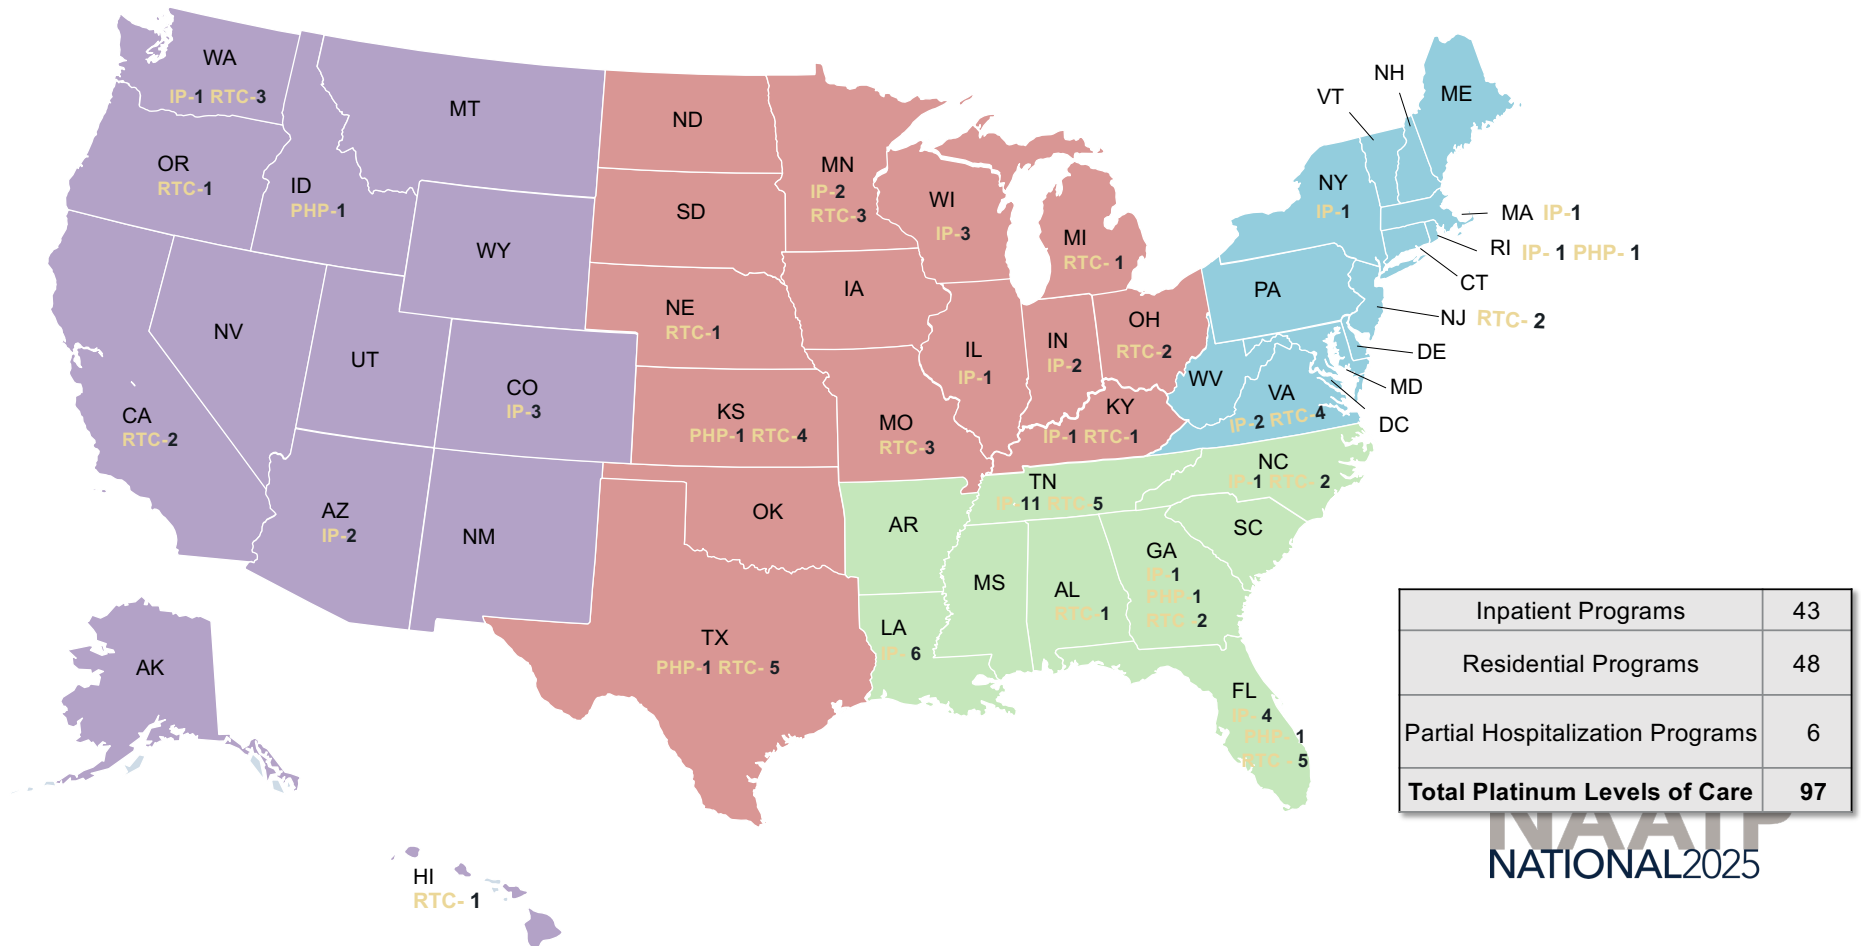 WA
IP-1 RTC-3
OR
RTC-1
ID
PHP-1
MT
WY
NV
UT
CA
RTC-2
CO
IP-3
AZ
IP-2
NM
AK
HI
RTC- 1
ND
SD
NE
RTC-1
KS
PHP-1 RTC-4
OK
TX
PHP-1 RTC- 5
MN
IP-2
RTC-3
IA
MO
RTC-3
WI
IP-3
IL
IP-1
MI
RTC- 1
IN
IP-2
OH
RTC-2
KY
IP-1 RTC-1
NH
VT
ME
NY
IP-1
MA IP-1
RI IP- 1 PHP- 1
CT
PA
NJ RTC- 2
DE
MD
DC
WV
VA
IP-2 RTC-4
NC
IP-1 RTC- 2
TN
IP- 11 RTC- 5
SC
AR
MS
AL
RTC-1
GA
IP-1
PHP-1
RTC- 2
LA
IP- 6
FL
IP- 4
PHP- 1
RTC- 5
Inpatient Programs 43
Residential Programs 48
Partial Hospitalization Programs 6
Total Platinum Levels of Care 97
NAATP
NATIONAL2025